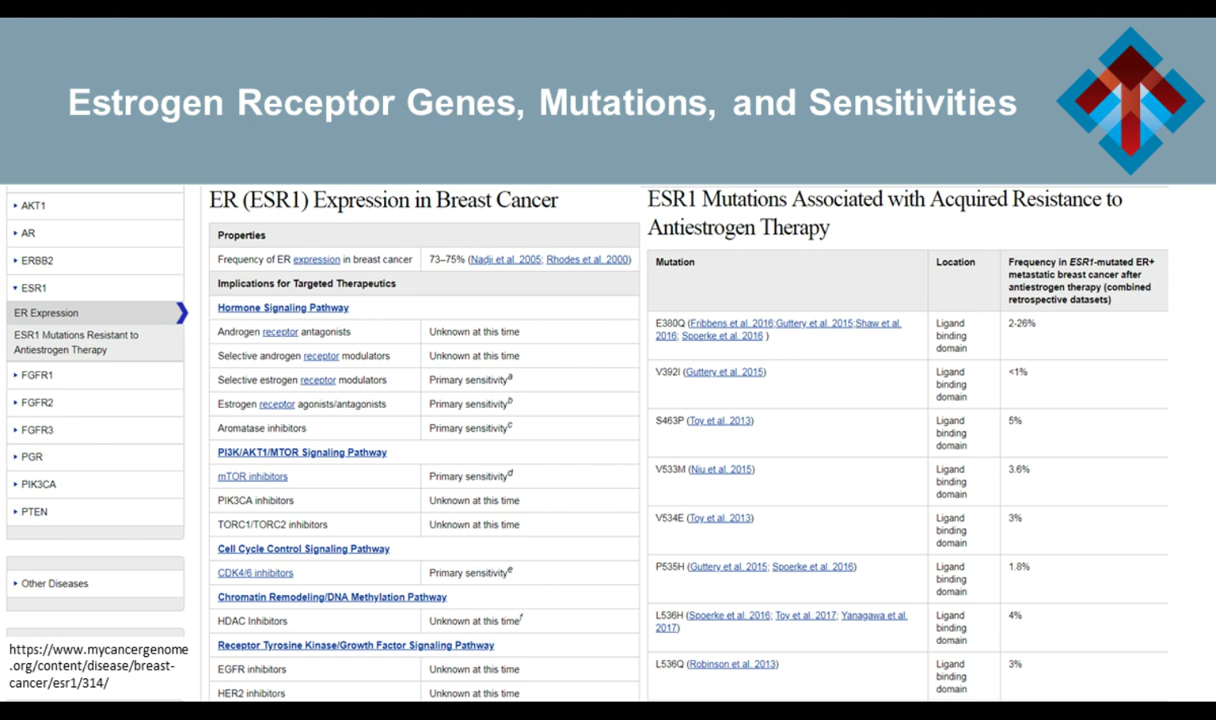 Estrogen Receptor Genes, Mutations, and Sensitivities
AKT1
AR
ERBB2
ESR1
ER Expression
ESR1 Mutations Resistant to
Antiestrogen Therapy
FGFR1
FGFR2
FGFR3
PGR
PIK3CA
PTEN
Other Diseases
https://www.mycancergenome
.org/content/disease/breast-
cancer/esr1/314/
ER (ESR1) Expression in Breast Cancer
Properties
Frequency of ER expression in breast cancer 73–75% (Nadji et al. 2005; Rhodes et al. 2000)
Implications for Targeted Therapeutics
Hormone Signaling Pathway
Androgen receptor antagonists Unknown at this time
Selective androgen receptor modulators Unknown at this time
Selective estrogen receptor modulators Primary sensitivity^a
Estrogen receptor agonists/antagonists Primary sensitivity^b
Aromatase inhibitors Primary sensitivity^c
PI3K/AKT1/MTOR Signaling Pathway
mTOR inhibitors Primary sensitivity^d
PIK3CA inhibitors Unknown at this time
TORC1/TORC2 inhibitors Unknown at this time
Cell Cycle Control Signaling Pathway
CDK4/6 inhibitors Primary sensitivity^e
Chromatin Remodeling/DNA Methylation Pathway
HDAC Inhibitors Unknown at this time^f
Receptor Tyrosine Kinase/Growth Factor Signaling Pathway
EGFR inhibitors Unknown at this time
HER2 inhibitors Unknown at this time
ESR1 Mutations Associated with Acquired Resistance to
Antiestrogen Therapy
Mutation Location Frequency in ESR1-mutated ER+
metastatic breast cancer after
antiestrogen therapy (combined
retrospective datasets)
E380Q (Fribbens et al. 2016;Guttery et al. 2015;Shaw et al. Ligand 2-26%
2016; Spoerke et al. 2016 ) binding
domain
V392I (Guttery et al. 2015) Ligand <1%
binding
domain
S463P (Toy et al. 2013) Ligand 5%
binding
domain
V533M (Niu et al. 2015) Ligand 3.6%
binding
domain
V534E (Toy et al. 2013) Ligand 3%
binding
domain
P535H (Guttery et al. 2015; Spoerke et al. 2016) Ligand 1.8%
binding
domain
L536H (Spoerke et al. 2016; Toy et al. 2017; Yanagawa et al. Ligand 4%
2017) binding
domain
L536Q (Robinson et al. 2013) Ligand 3%
binding
domain